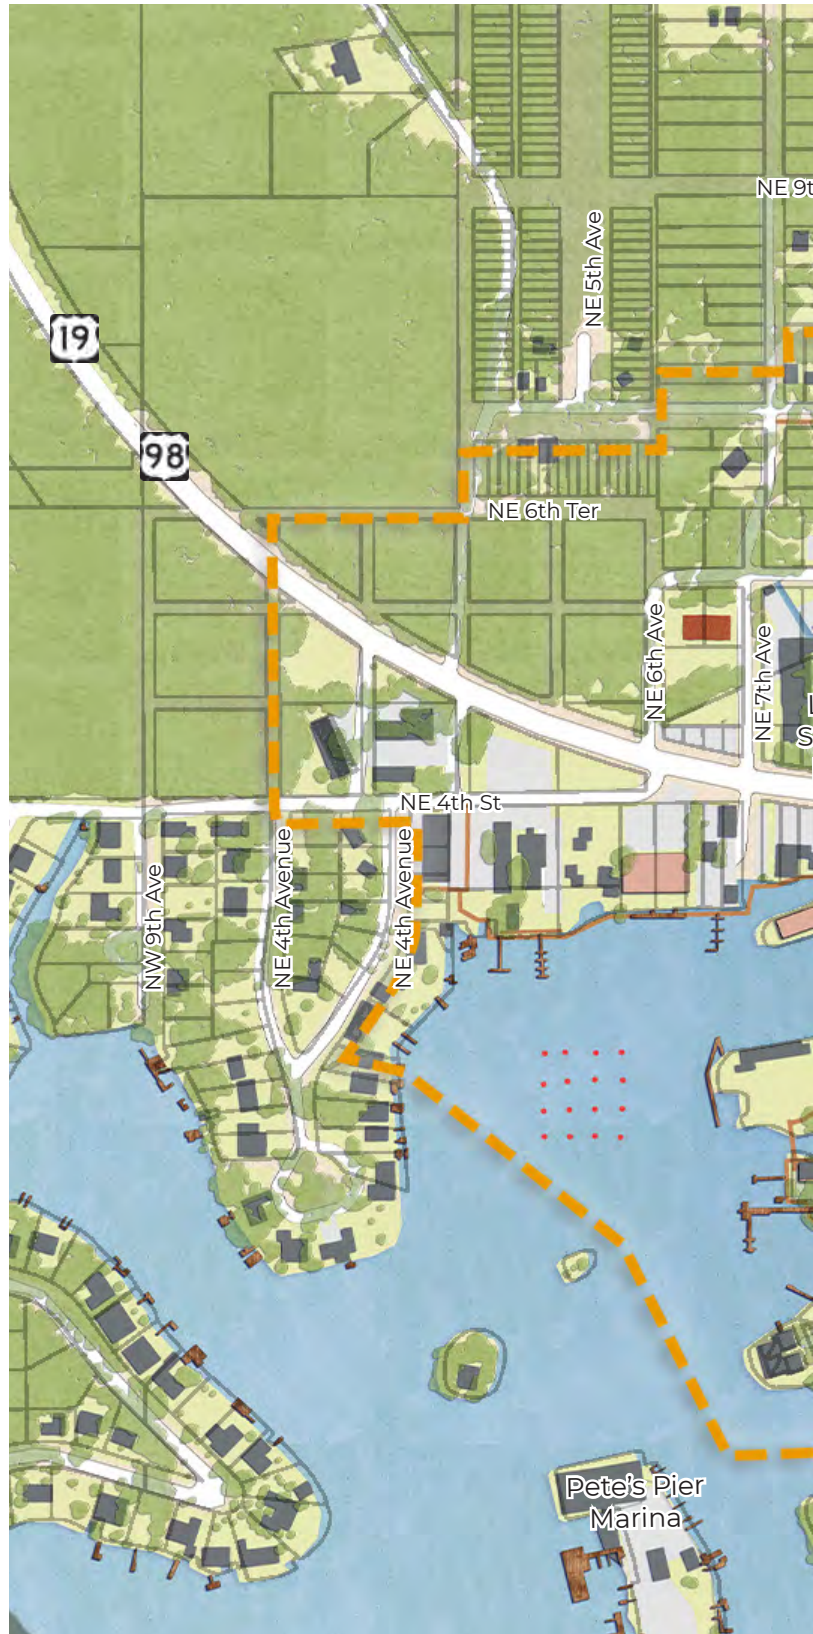 NE 9t
NE 5th Ave
19
98
NE 6th Ter
NE 6th Ave
NE 7th Ave
L
S
NE 4th St
NW 9th Ave
NE 4th Avenue
NE 4th Avenue
Pete's Pier
Marina